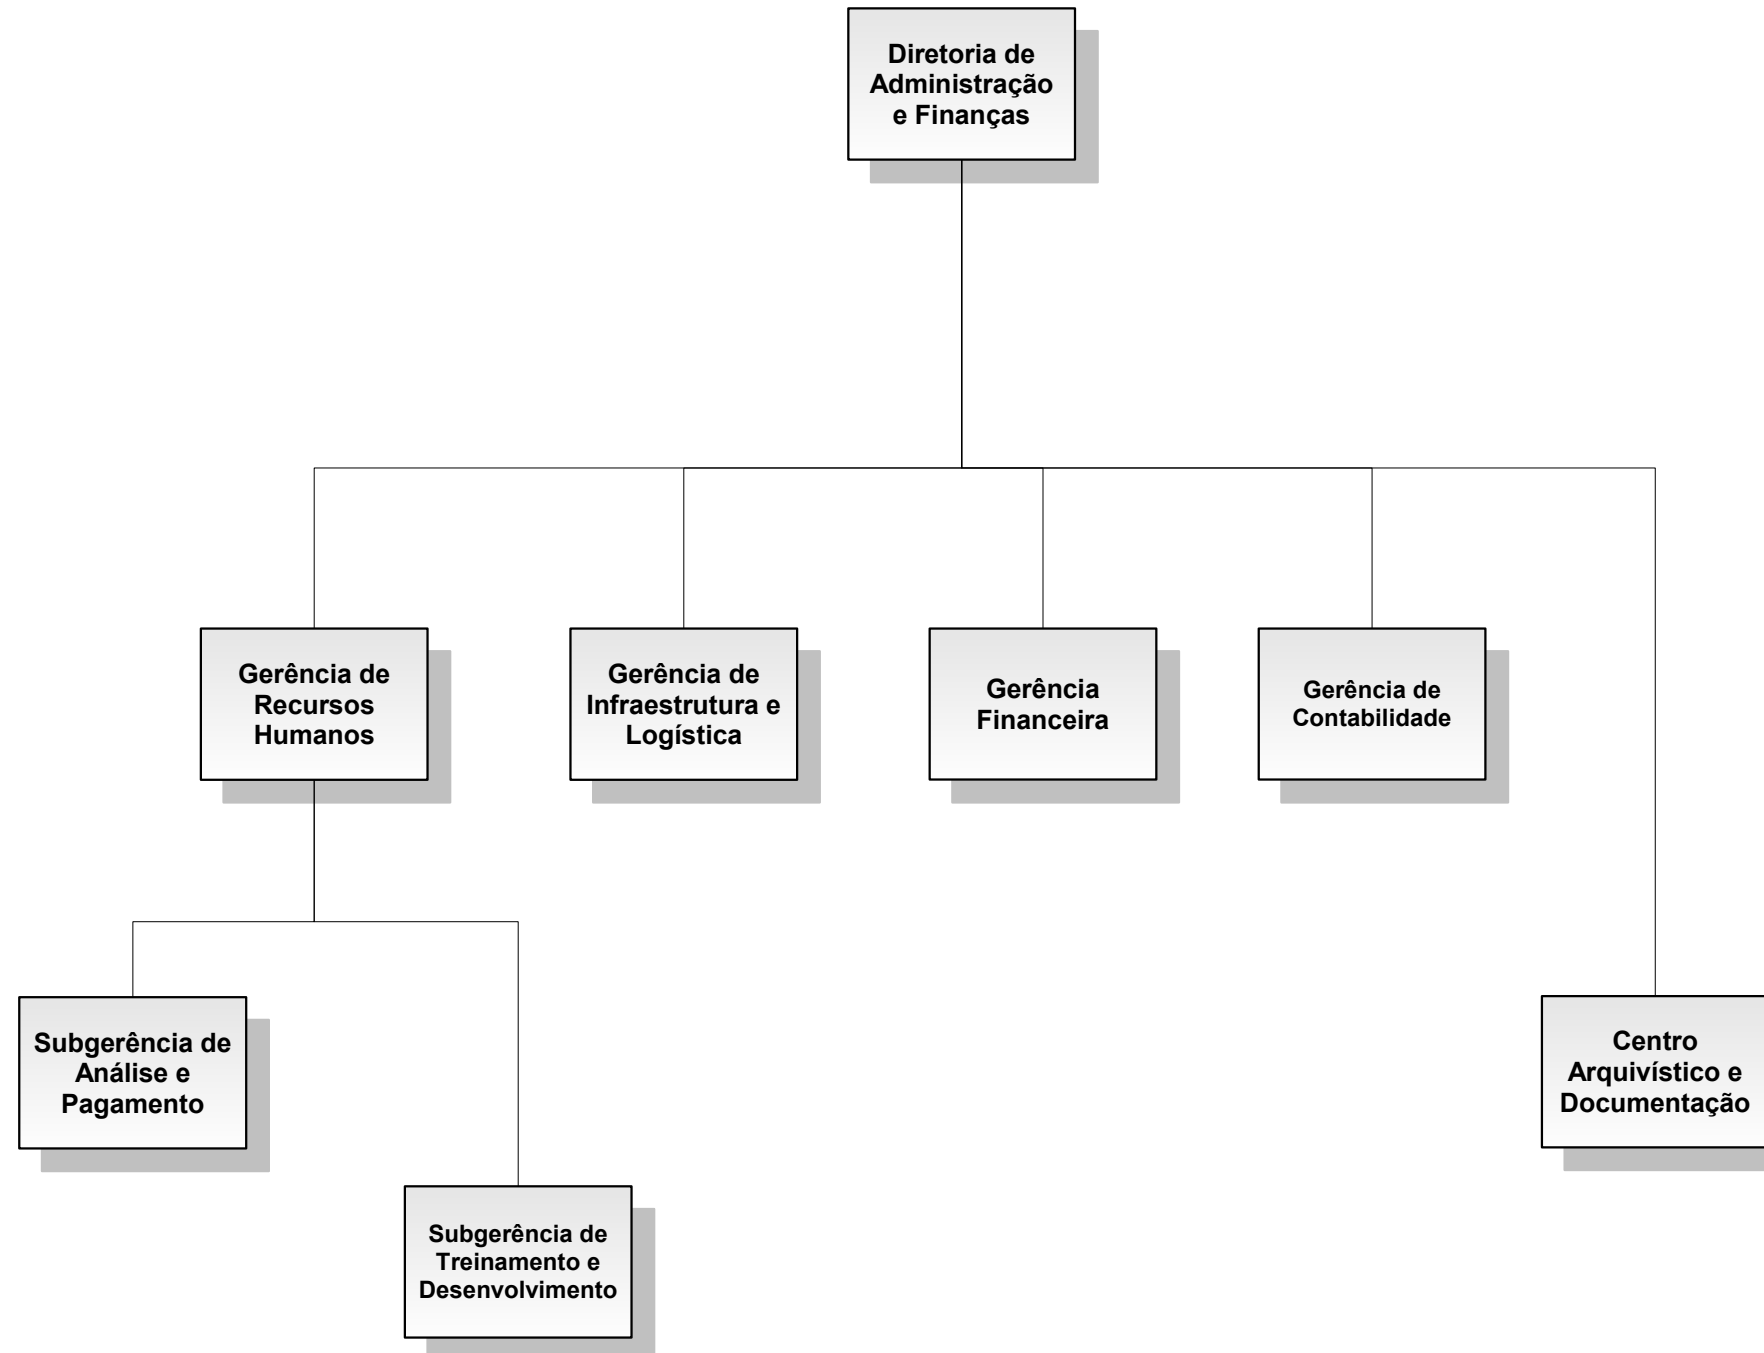 Diretoria de
Administração
e Finanças
Gerência de
Recursos
Humanos
Gerência de
Infraestrutura e
Logística
Gerência
Financeira
Gerência de
Contabilidade
Subgerência de
Análise e
Pagamento
Centro
Arquivístico e
Documentação
Subgerência de
Treinamento e
Desenvolvimento